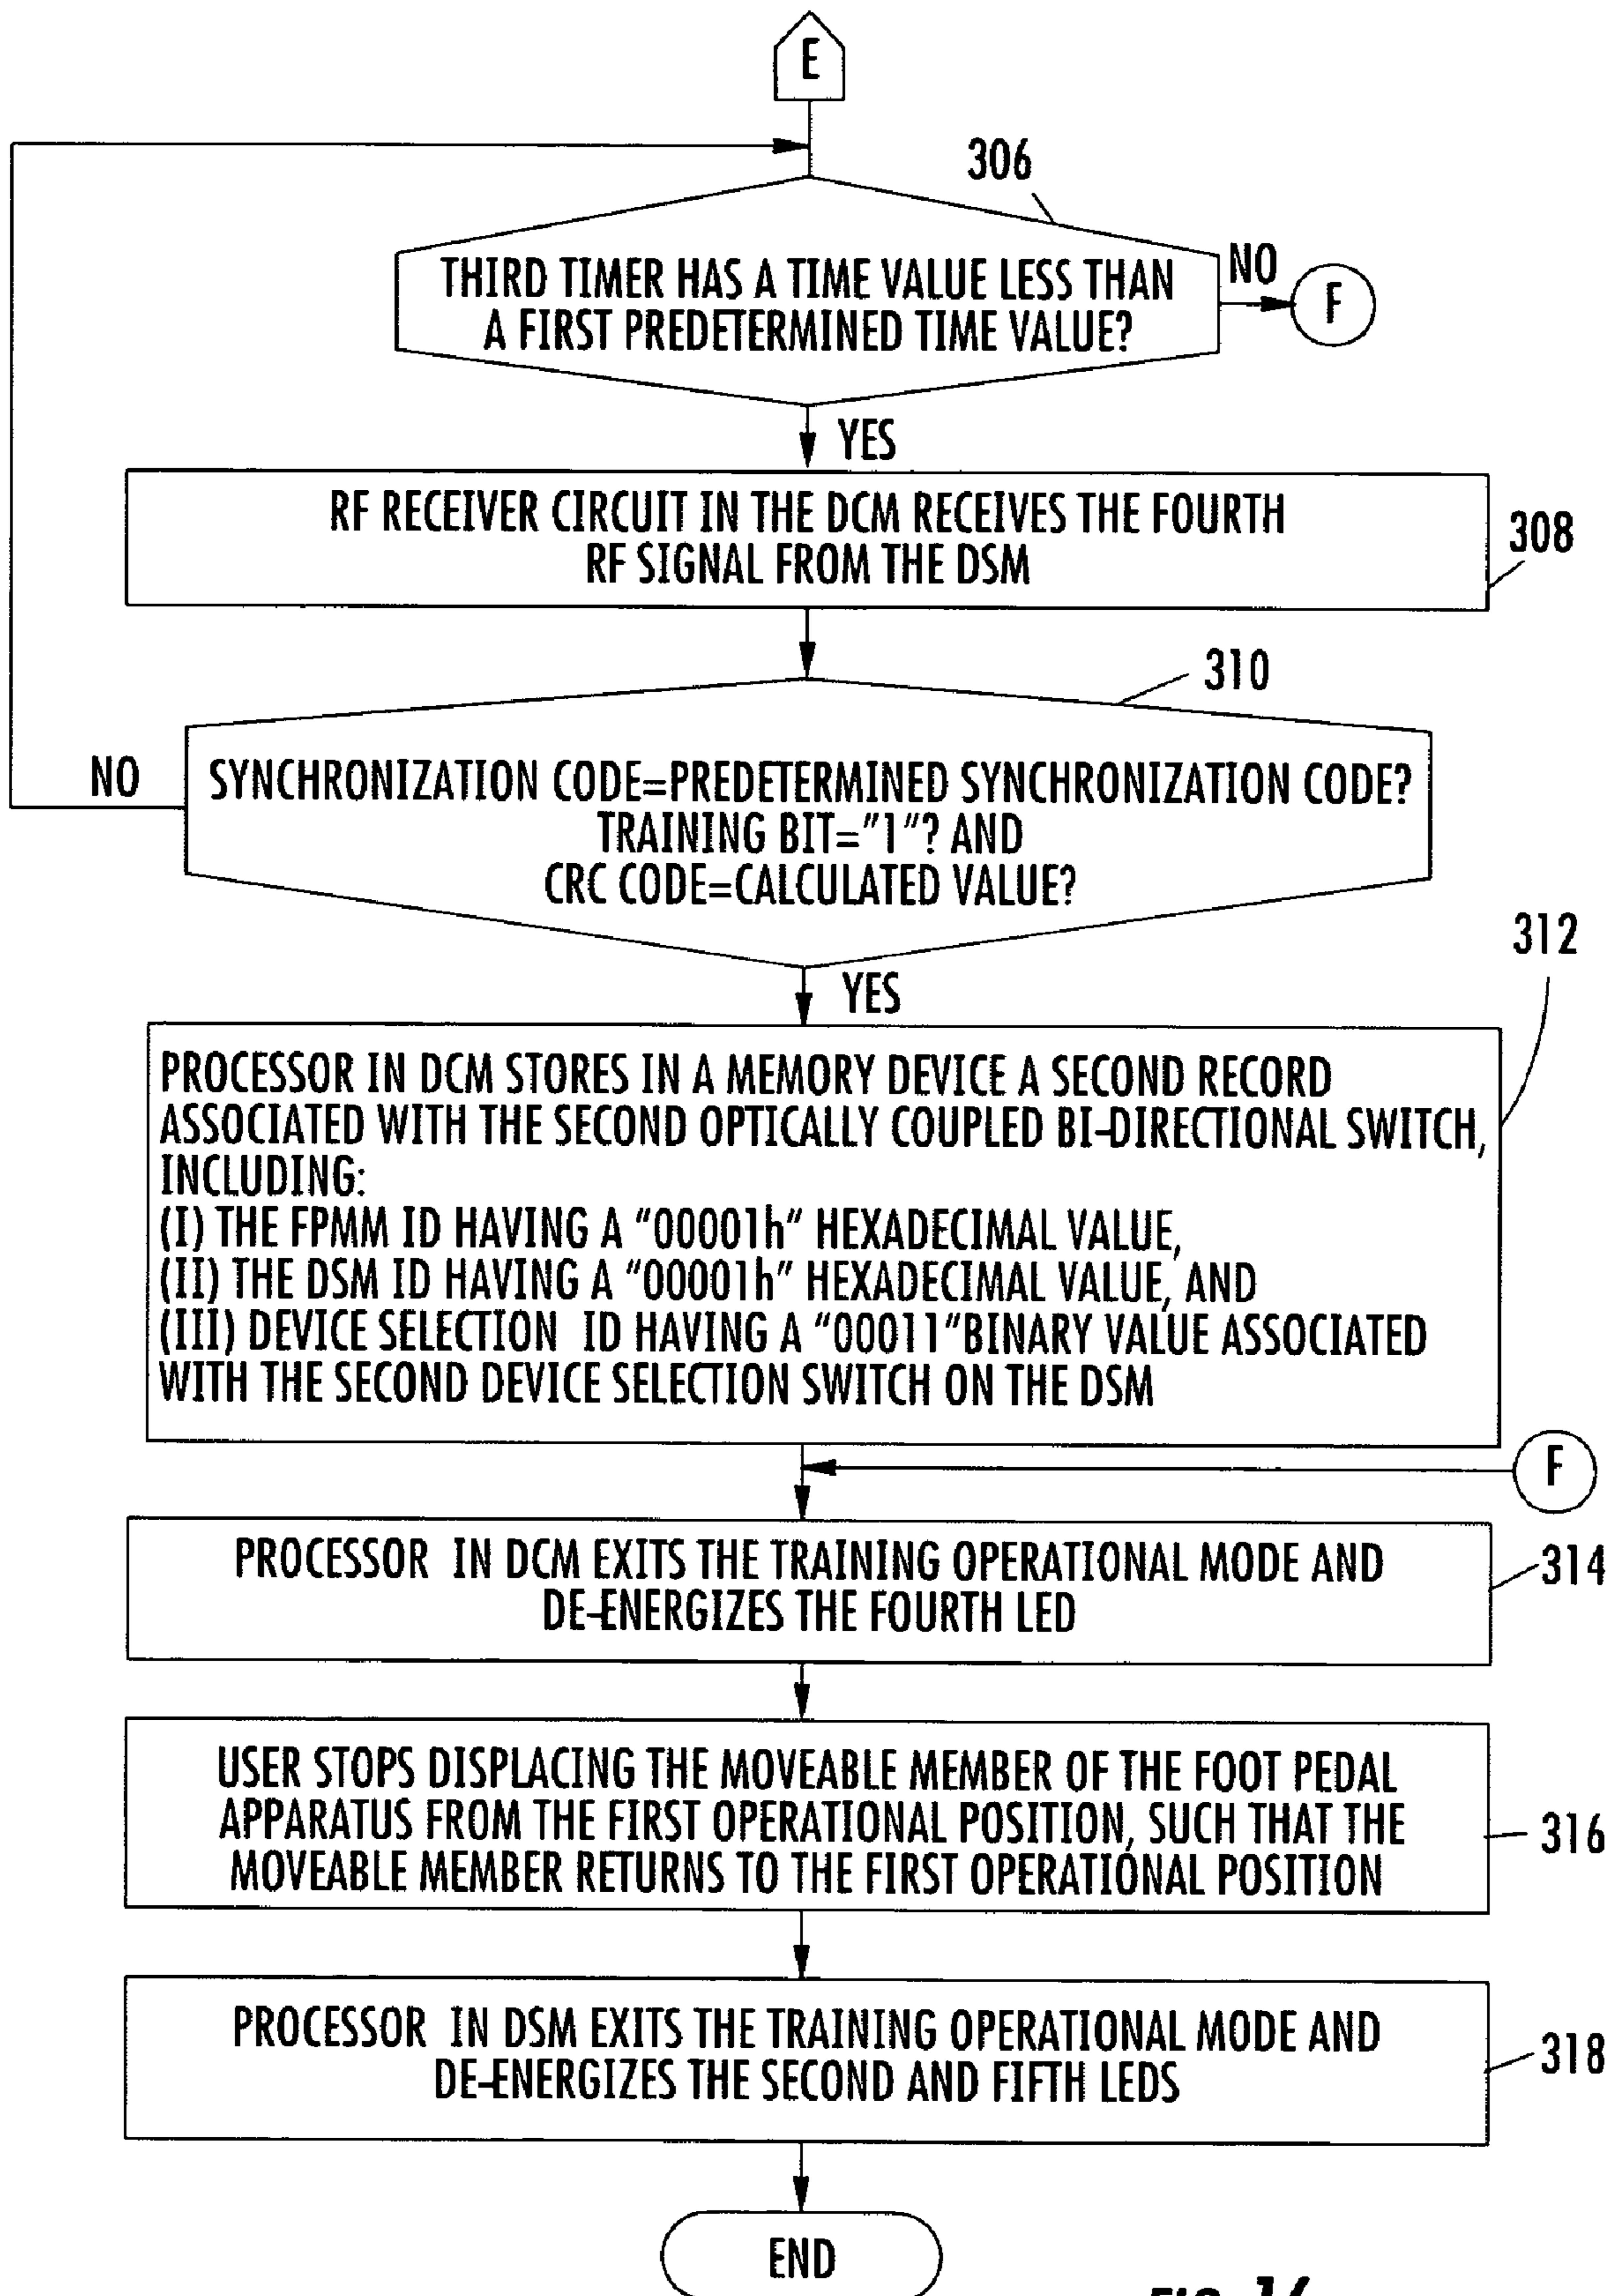 E
306
THIRD TIMER HAS A TIME VALUE LESS THAN
A FIRST PREDETERMINED TIME VALUE?
NO
F
YES
RF RECEIVER CIRCUIT IN THE DCM RECEIVES THE FOURTH
RF SIGNAL FROM THE DSM
308
310
NO
SYNCHRONIZATION CODE=PREDETERMINED SYNCHRONIZATION CODE?
TRAINING BIT="1"? AND
CRC CODE=CALCULATED VALUE?
312
YES
PROCESSOR IN DCM STORES IN A MEMORY DEVICE A SECOND RECORD
ASSOCIATED WITH THE SECOND OPTICALLY COUPLED BI-DIRECTIONAL SWITCH,
INCLUDING:
(I) THE FPMM ID HAVING A "00001h" HEXADECIMAL VALUE,
(II) THE DSM ID HAVING A "00001h" HEXADECIMAL VALUE, AND
(III) DEVICE SELECTION ID HAVING A "00011"BINARY VALUE ASSOCIATED
WITH THE SECOND DEVICE SELECTION SWITCH ON THE DSM
F
PROCESSOR IN DCM EXITS THE TRAINING OPERATIONAL MODE AND
DE-ENERGIZES THE FOURTH LED
314
USER STOPS DISPLACING THE MOVEABLE MEMBER OF THE FOOT PEDAL
APPARATUS FROM THE FIRST OPERATIONAL POSITION, SUCH THAT THE
MOVEABLE MEMBER RETURNS TO THE FIRST OPERATIONAL POSITION
316
PROCESSOR IN DSM EXITS THE TRAINING OPERATIONAL MODE AND
DE-ENERGIZES THE SECOND AND FIFTH LEDS
318
END